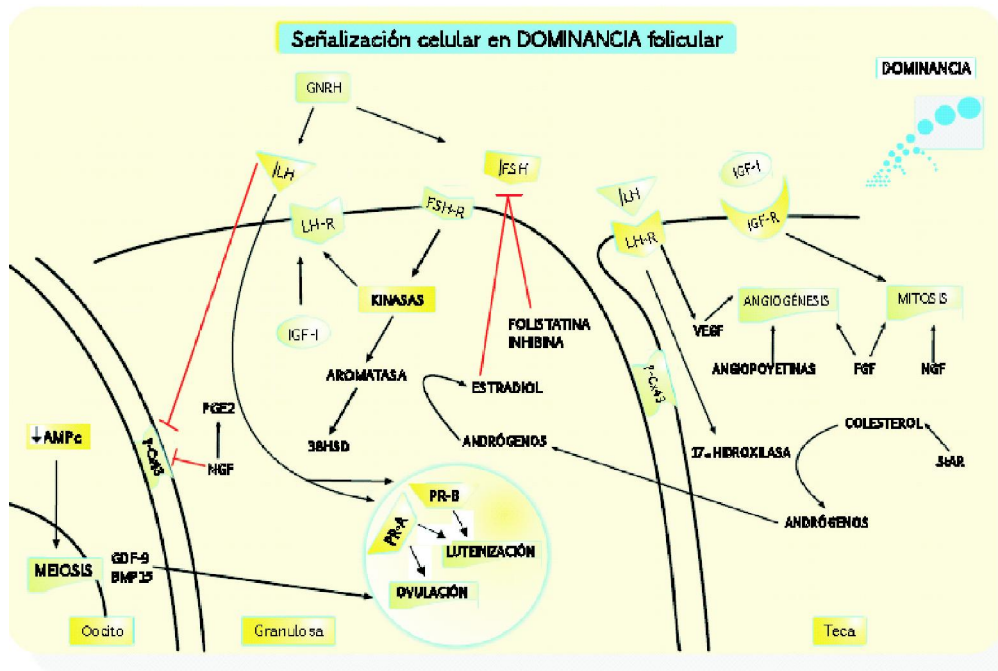 Señalización celular en DOMINANCIA folicular
DOMINANCIA
GNRH
LH
FSH
LH
IGF-I
LH-R
FSH-R
LH-R
IGF-R
KINASAS
IGF-I
FOLISTATINA
INHIBINA
VEGF
ANGIOGÉNESIS
MITOSIS
ANGIOPOYETINAS
FGF
NGF
AROMATASA
ESTRADIOL
P-Cx43
PGE2
↓AMPc
P-Cx43
NGF
3BHSD
ANDRÓGENOS
17α HIDROXILASA
COLESTEROL
StAR
ANDRÓGENOS
PR-B
PR-A
LUTEINIZACIÓN
OVULACIÓN
MEIOSIS
GDF-9
BMP15
Oocito
Granulosa
Teca